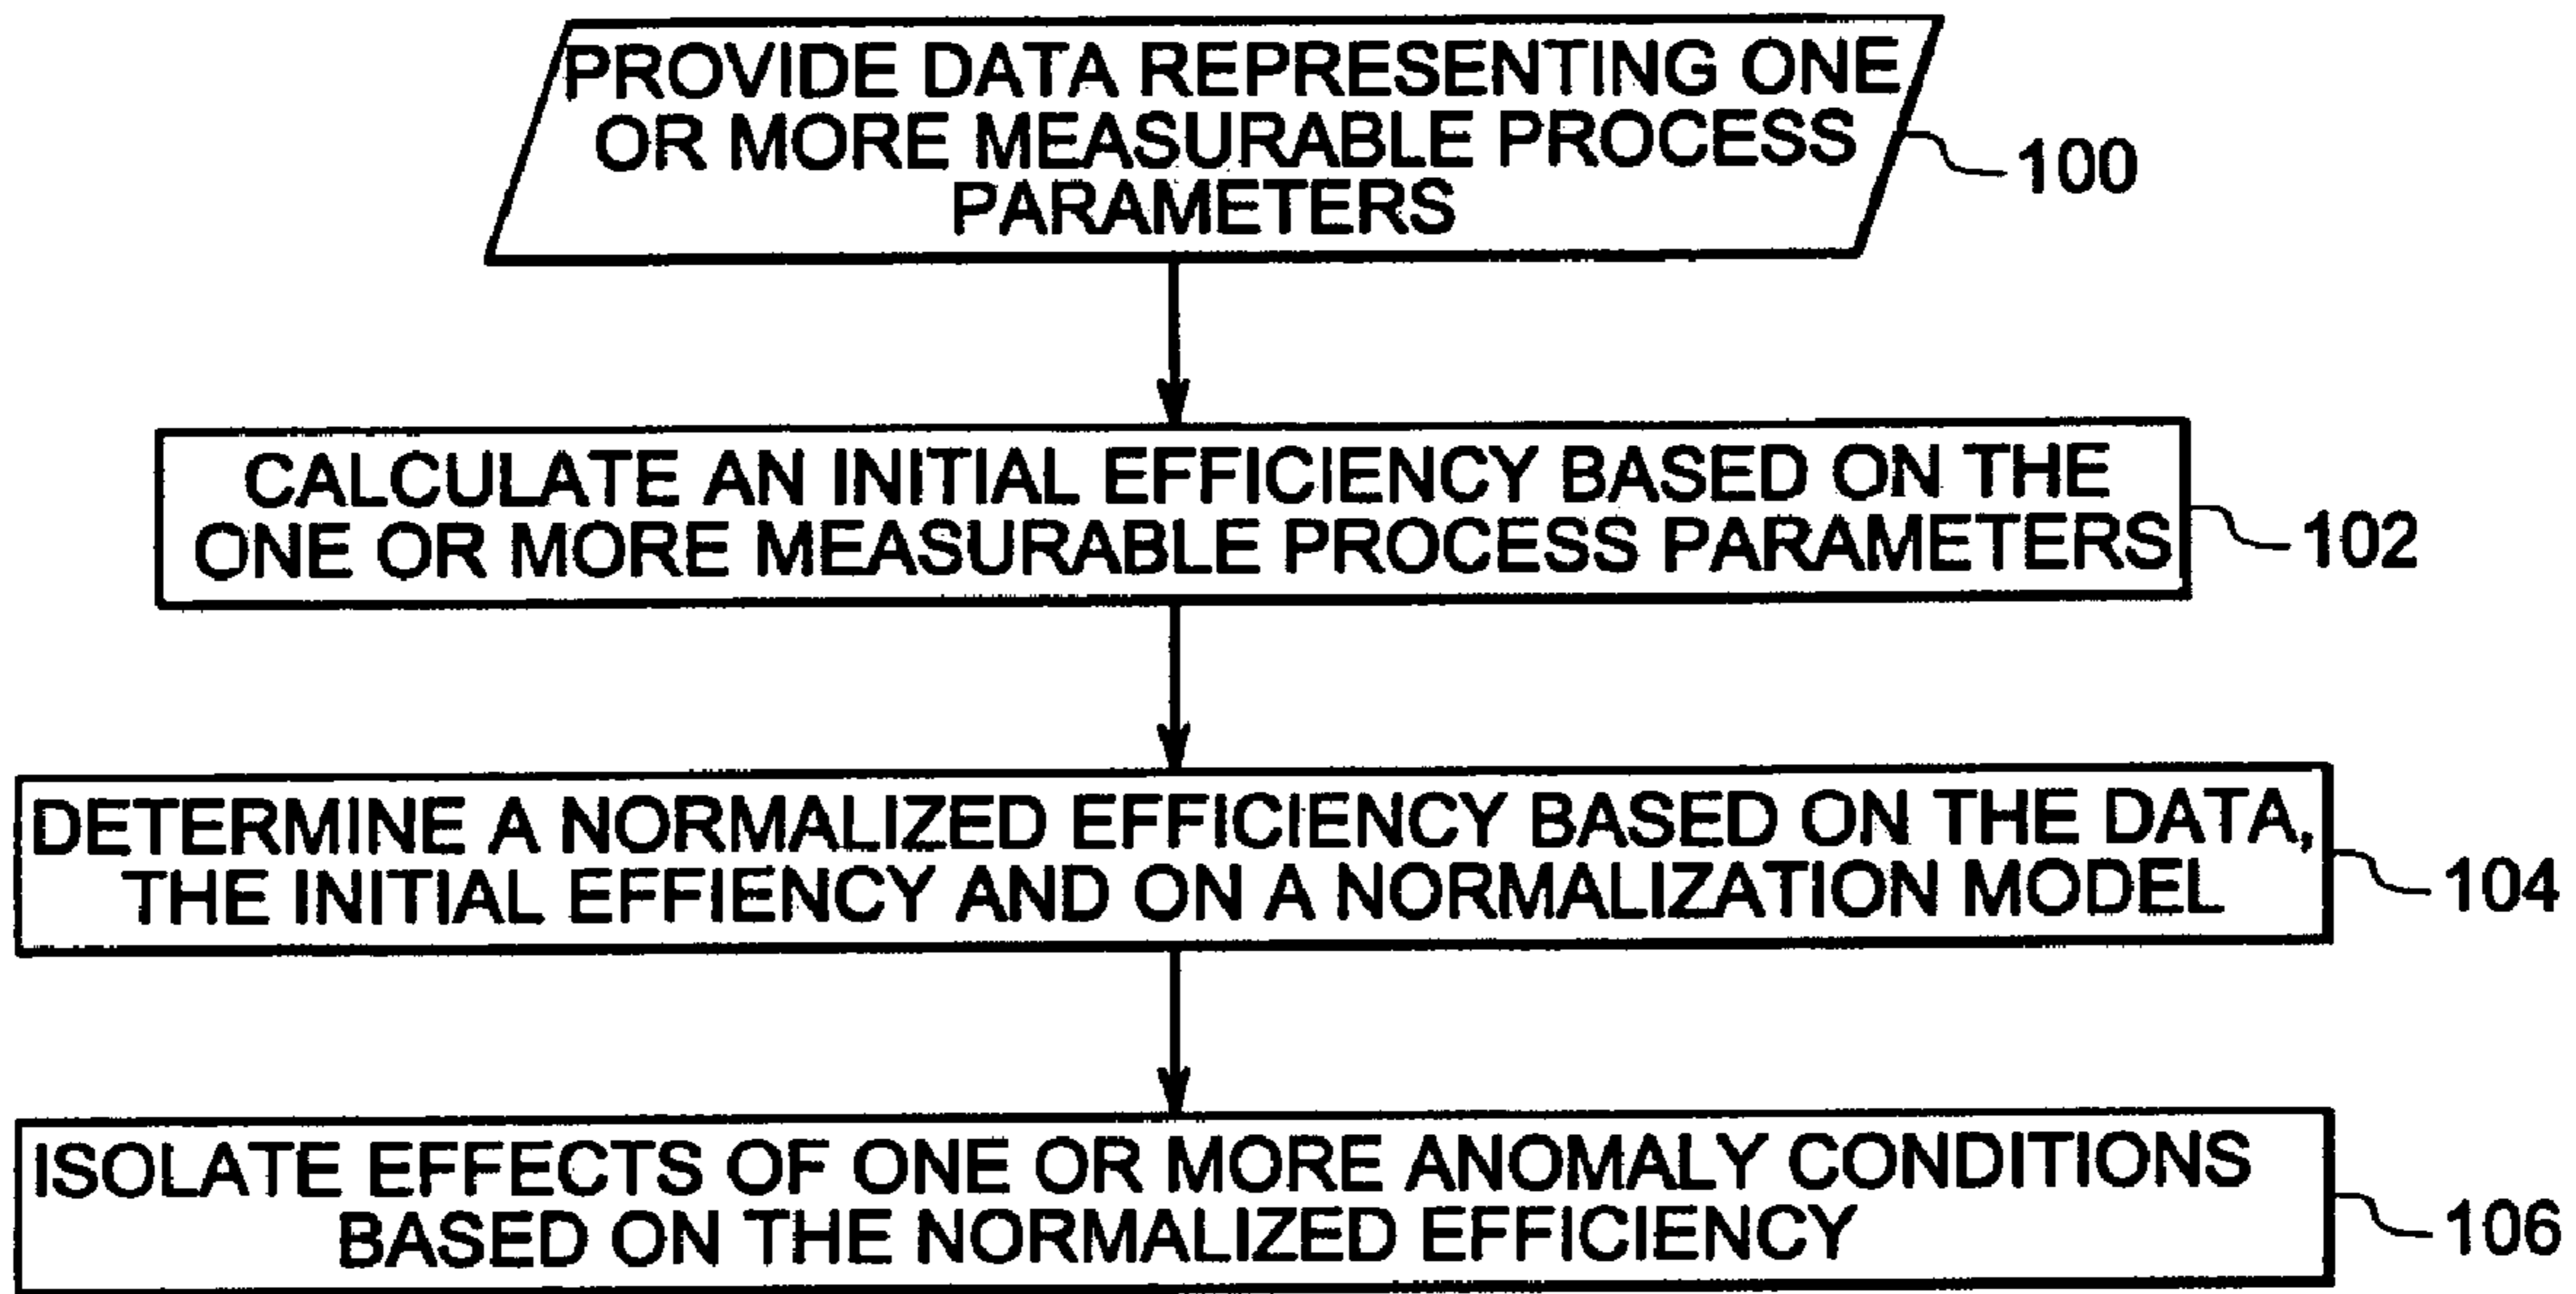 PROVIDE DATA REPRESENTING ONE
OR MORE MEASURABLE PROCESS
PARAMETERS
100
CALCULATE AN INITIAL EFFICIENCY BASED ON THE
ONE OR MORE MEASURABLE PROCESS PARAMETERS
102
DETERMINE A NORMALIZED EFFICIENCY BASED ON THE DATA,
THE INITIAL EFFIENCY AND ON A NORMALIZATION MODEL
104
ISOLATE EFFECTS OF ONE OR MORE ANOMALY CONDITIONS
BASED ON THE NORMALIZED EFFICIENCY
106